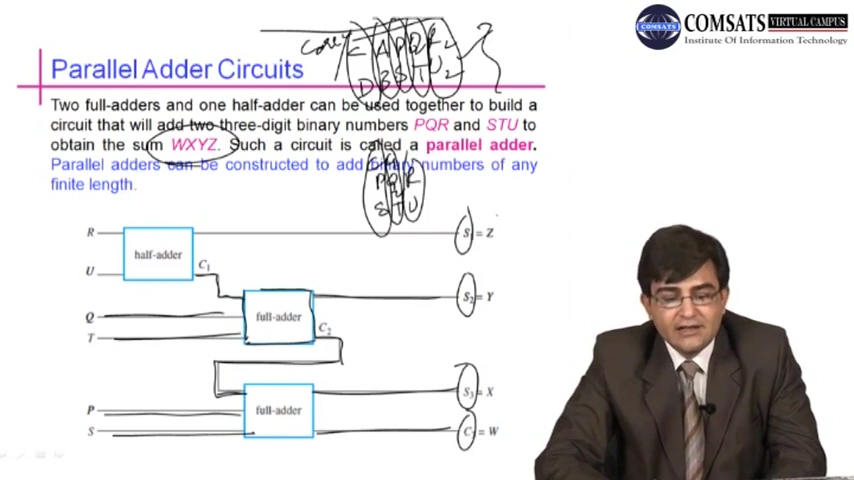 COMSATS
VIRTUAL CAMPUS
COMSATS
Institute Of Information Technology
Carry
Parallel Adder Circuits
Two full-adders and one half-adder can be used together to build a
circuit that will add two three-digit binary numbers PQR and STU to
obtain the sum WXYZ. Such a circuit is called a parallel adder.
Parallel adders can be constructed to add binary numbers of any
finite length.
P Q R
S T U
R
S₁ = Z
half-adder
C₁
U
S₂ = Y
Q
full-adder
T
C₂
S₃ = X
P
full-adder
S
C₃ = W